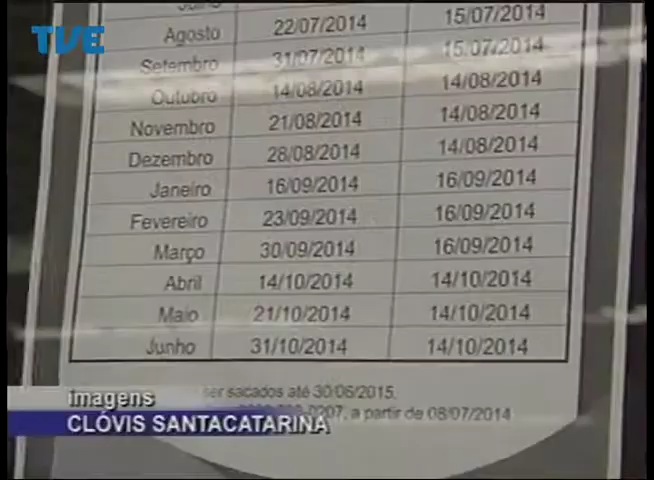 TVE
15/07/2014
Agosto 22/07/2014 15/07/2014
Setembro 31/07/2014 15/07/2014
Outubro 14/08/2014 14/08/2014
Novembro 21/08/2014 14/08/2014
Dezembro 28/08/2014 14/08/2014
Janeiro 16/09/2014 16/09/2014
Fevereiro 23/09/2014 16/09/2014
Março 30/09/2014 16/09/2014
Abril 14/10/2014 14/10/2014
Maio 21/10/2014 14/10/2014
Junho 31/10/2014 14/10/2014
ser sacados até 30/06/2015.
0207, a partir de 08/07/2014
imagens
CLÓVIS SANTACATARINA